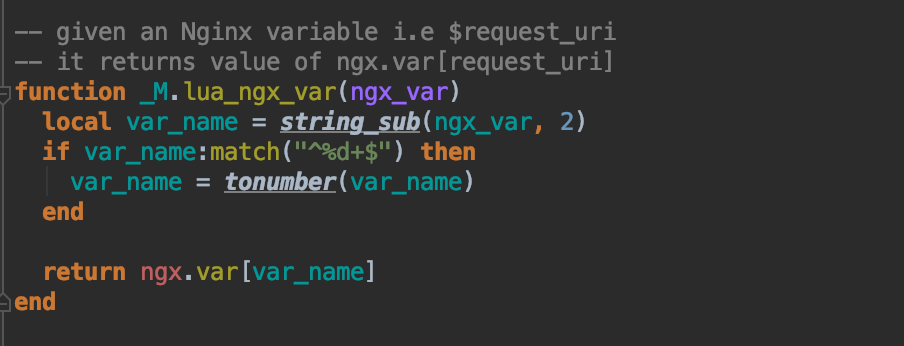 -- given an Nginx variable i.e $request_uri
-- it returns value of ngx.var[request_uri]
function _M.lua_ngx_var(ngx_var)
  local var_name = string_sub(ngx_var, 2)
  if var_name:match("^%d+$") then
    var_name = tonumber(var_name)
  end

  return ngx.var[var_name]
end